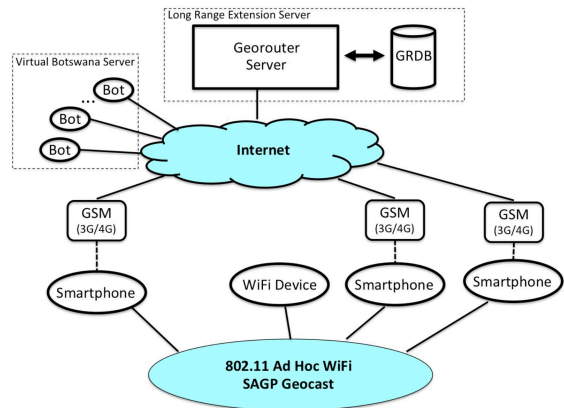 Long Range Extension Server
Georouter
Server
GRDB
Virtual Botswana Server
Bot
...
Bot
Bot
Internet
GSM
(3G/4G)
GSM
(3G/4G)
GSM
(3G/4G)
Smartphone
WiFi Device
Smartphone
Smartphone
802.11 Ad Hoc WiFi
SAGP Geocast